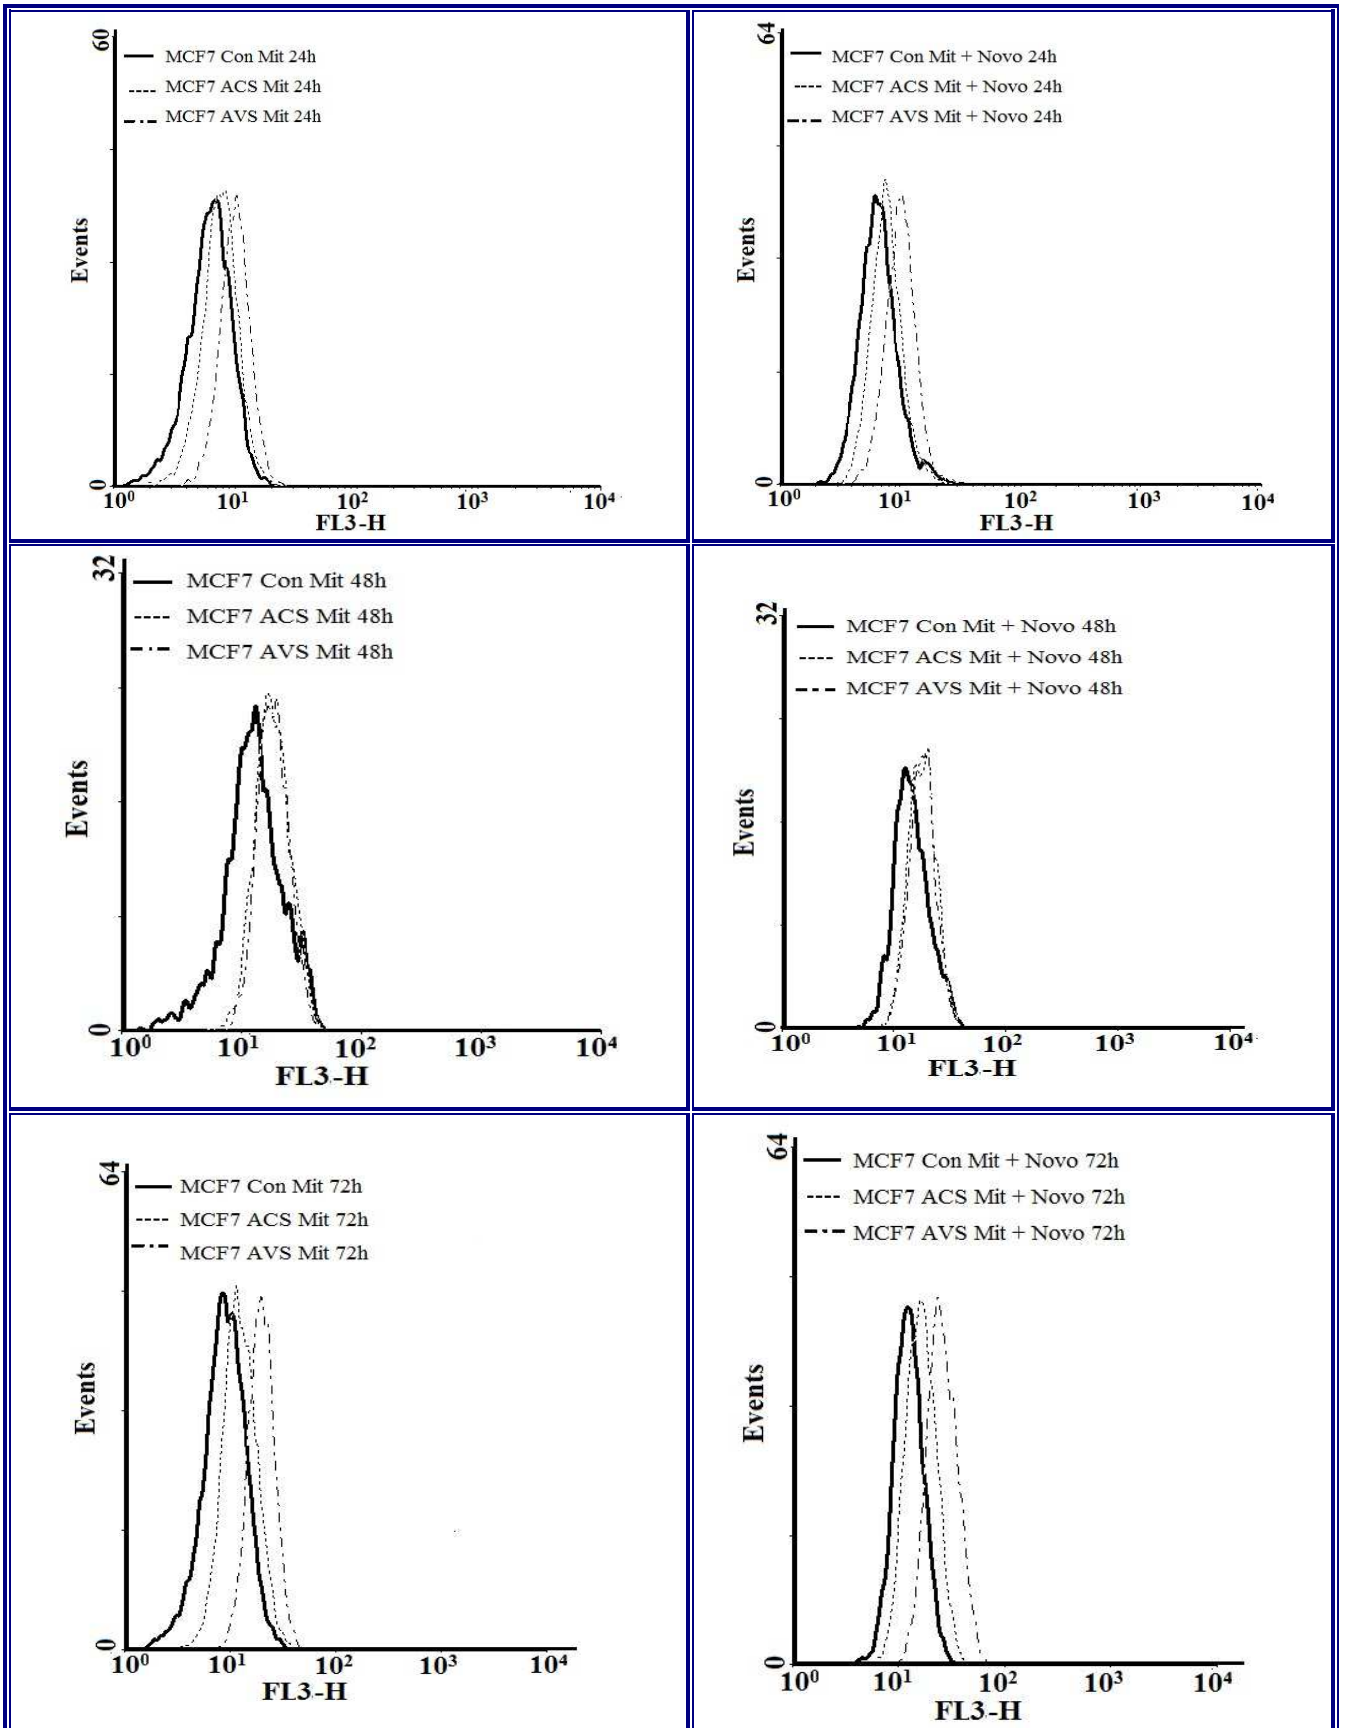 60
MCF7 Con Mit 24h
MCF7 ACS Mit 24h
MCF7 AVS Mit 24h
Events
0
10⁰ 10¹ 10² 10³ 10⁴
FL3-H
64
MCF7 Con Mit + Novo 24h
MCF7 ACS Mit + Novo 24h
MCF7 AVS Mit + Novo 24h
Events
0
10⁰ 10¹ 10² 10³ 10⁴
FL3-H
32
MCF7 Con Mit 48h
MCF7 ACS Mit 48h
MCF7 AVS Mit 48h
Events
0
10⁰ 10¹ 10² 10³ 10⁴
FL3-H
32
MCF7 Con Mit + Novo 48h
MCF7 ACS Mit + Novo 48h
MCF7 AVS Mit + Novo 48h
Events
0
10⁰ 10¹ 10² 10³ 10⁴
FL3-H
64
MCF7 Con Mit 72h
MCF7 ACS Mit 72h
MCF7 AVS Mit 72h
Events
0
10⁰ 10¹ 10² 10³ 10⁴
FL3-H
64
MCF7 Con Mit + Novo 72h
MCF7 ACS Mit + Novo 72h
MCF7 AVS Mit + Novo 72h
Events
0
10⁰ 10¹ 10² 10³ 10⁴
FL3-H